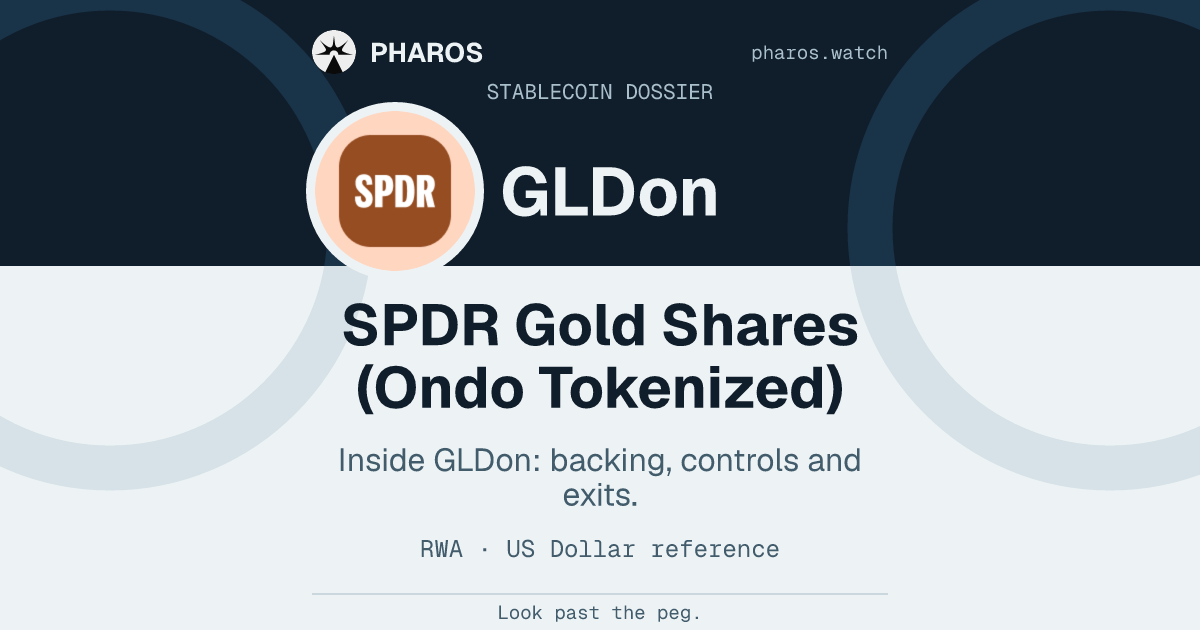 PHAROS
pharos.watch
STABLECOIN DOSSIER
SPDR
GLDon
SPDR Gold Shares
(Ondo Tokenized)
Inside GLDon: backing, controls and
exits.
RWA · US Dollar reference
Look past the peg.